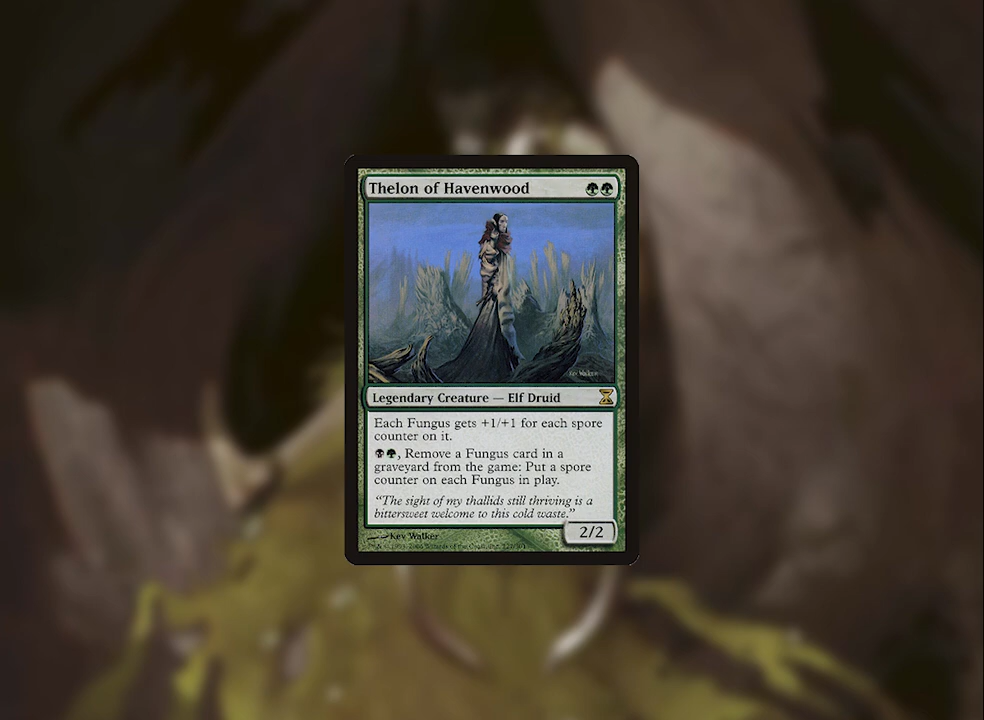 Thelon of Havenwood
Kev Walker
Legendary Creature — Elf Druid
Each Fungus gets +1/+1 for each spore
counter on it.
, Remove a Fungus card in a
graveyard from the game: Put a spore
counter on each Fungus in play.
“The sight of my thallids still thriving is a
bittersweet welcome to this cold waste.”
2/2
Kev Walker